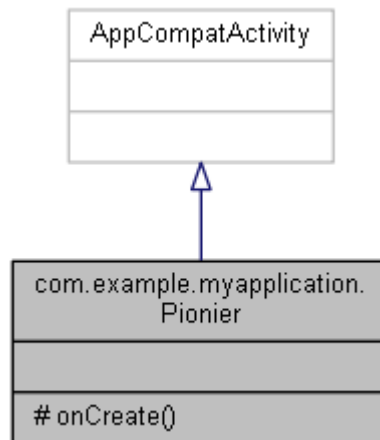 AppCompatActivity
com.example.myapplication.
Pionier
# onCreate()